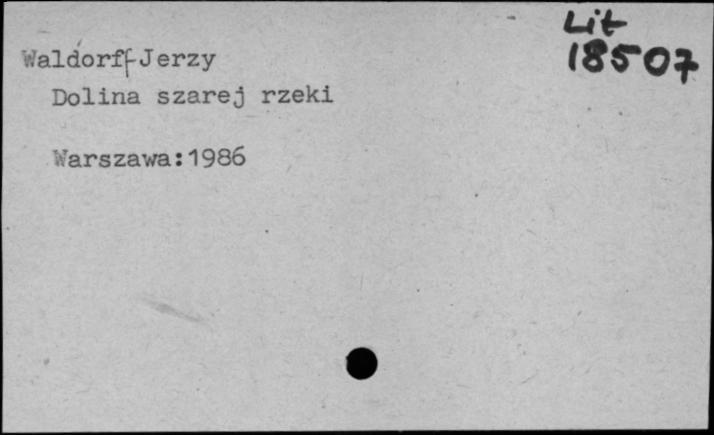 Lit
18507
Waldorff Jerzy
Dolina szarej rzeki
Warszawa:1986